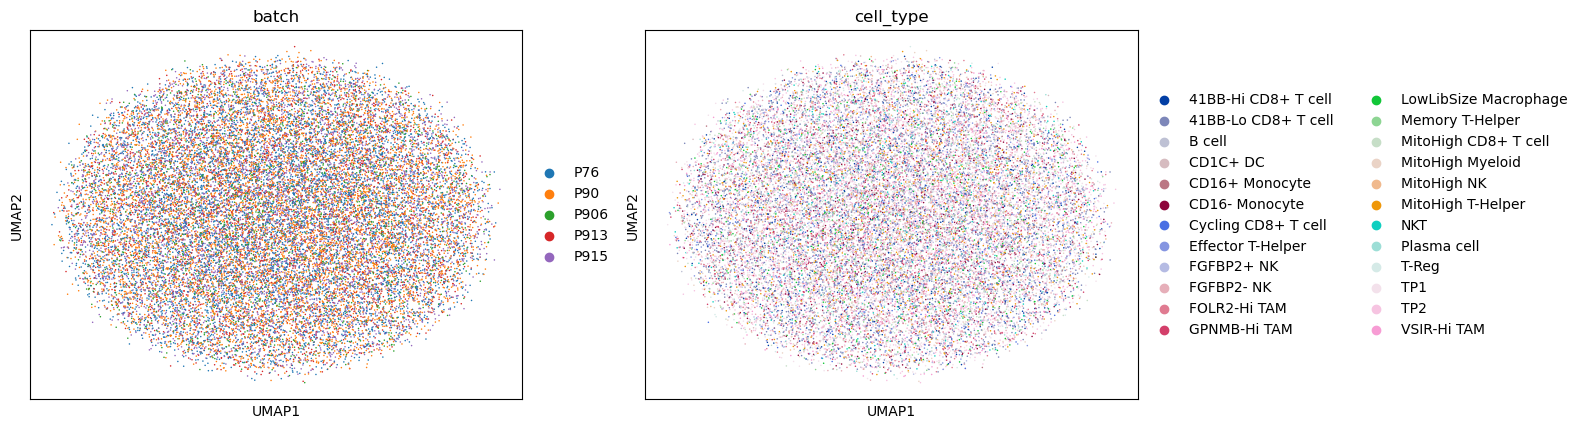 batch
UMAP2
UMAP1
P76
P90
P906
P913
P915
cell_type
UMAP2
UMAP1
41BB-Hi CD8+ T cell
41BB-Lo CD8+ T cell
B cell
CD1C+ DC
CD16+ Monocyte
CD16- Monocyte
Cycling CD8+ T cell
Effector T-Helper
FGFBP2+ NK
FGFBP2- NK
FOLR2-Hi TAM
GPNMB-Hi TAM
LowLibSize Macrophage
Memory T-Helper
MitoHigh CD8+ T cell
MitoHigh Myeloid
MitoHigh NK
MitoHigh T-Helper
NKT
Plasma cell
T-Reg
TP1
TP2
VSIR-Hi TAM